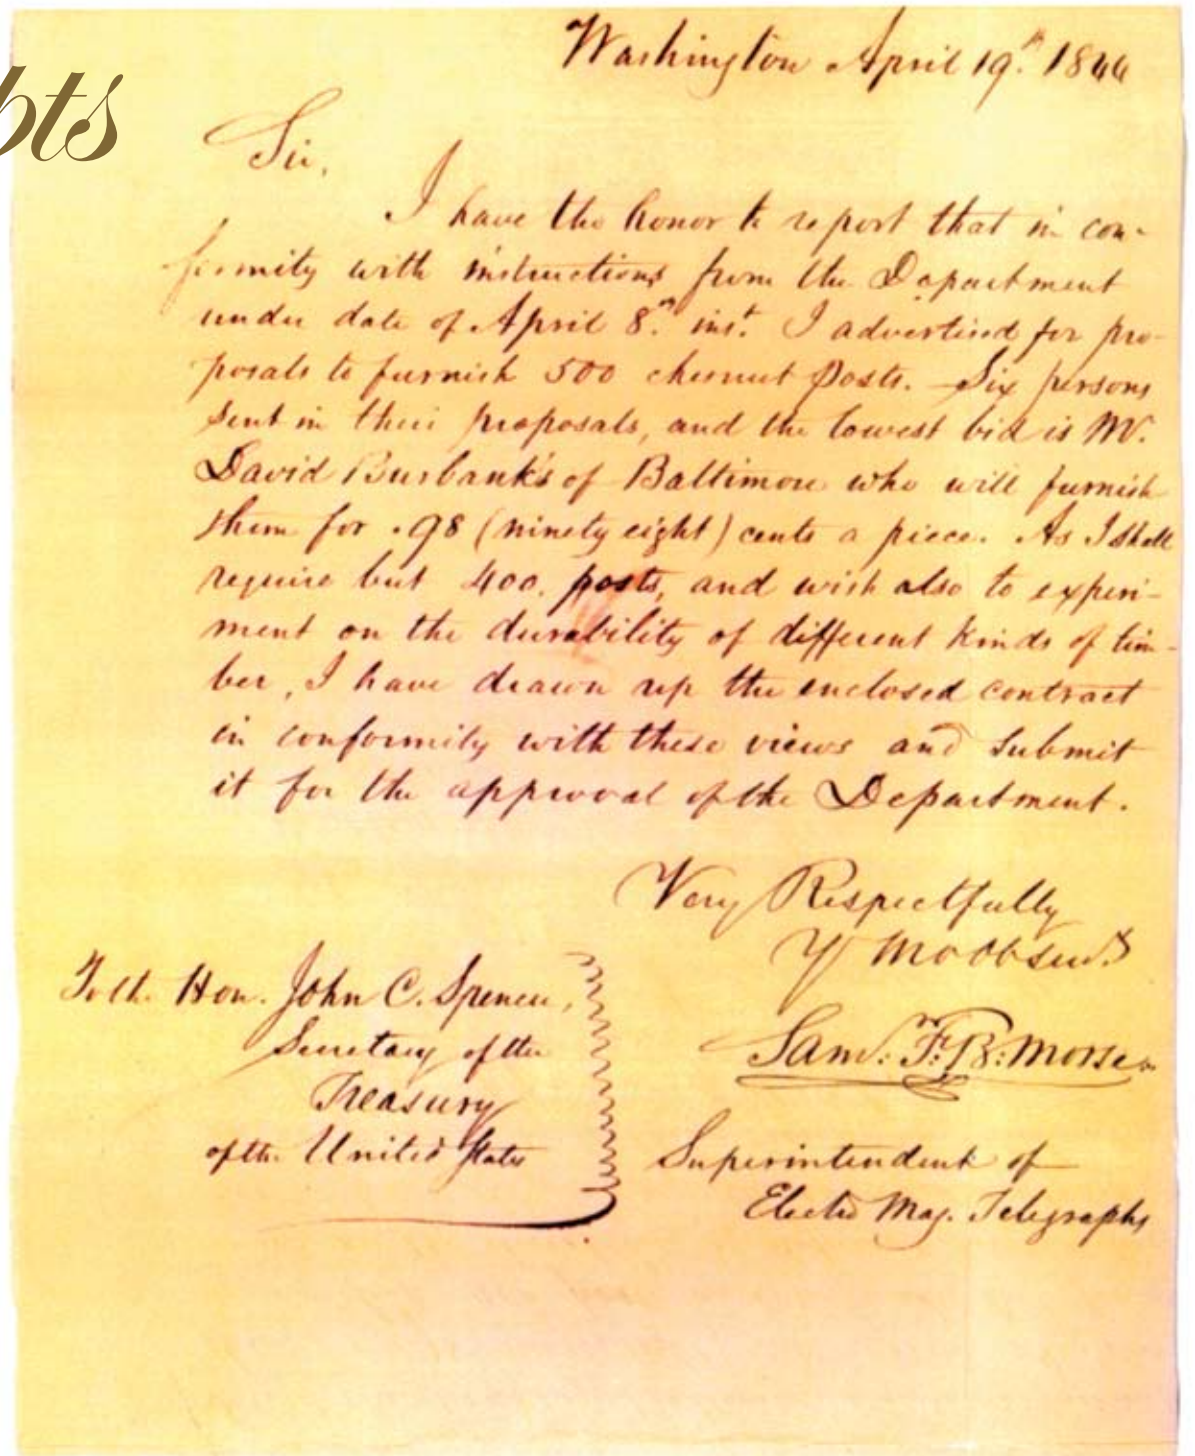 bts
Washington April 19th. 1844
Sir,
I have the honor to report that in con-
formity with instructions from the Department
under date of April 8th. inst. I advertised for pro-
posals to furnish 500 chesnut posts. Six persons
sent in their proposals, and the lowest bid is Mr.
David Burbank's of Baltimore who will furnish
them for .98 (ninety eight) cents a piece. As I shall
require but 400. posts, and wish also to experi-
ment on the durability of different kinds of tim-
ber, I have drawn up the enclosed contract
in conformity with these views and submit
it for the approval of the Department.
Very Respectfully
Yr Mo Ob Servt
Saml. F. B. Morse
To the Hon. John C. Spencer,
Secretary of the
Treasury
of the United States
Superintendent of
Electro Mag. Telegraphs